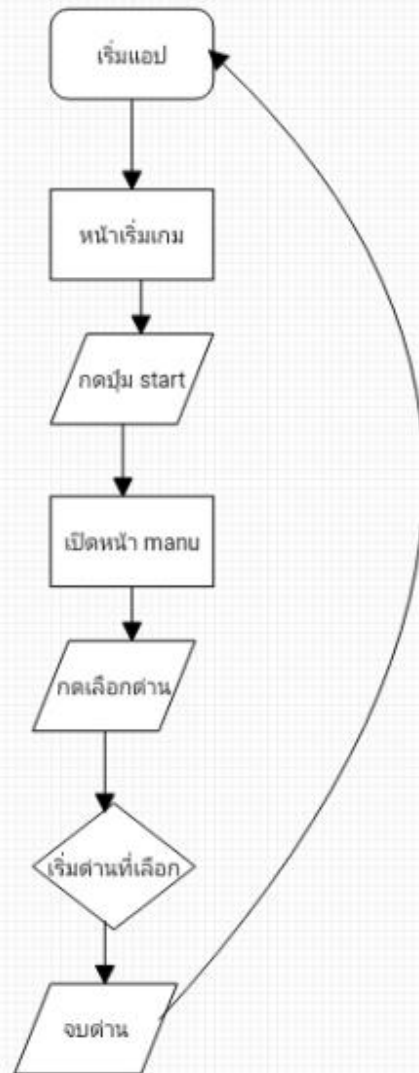 เริ่มแอป
หน้าเริ่มเกม
กดปุ่ม start
เปิดหน้า manu
กดเลือกด่าน
เริ่มด่านที่เลือก
จบด่าน